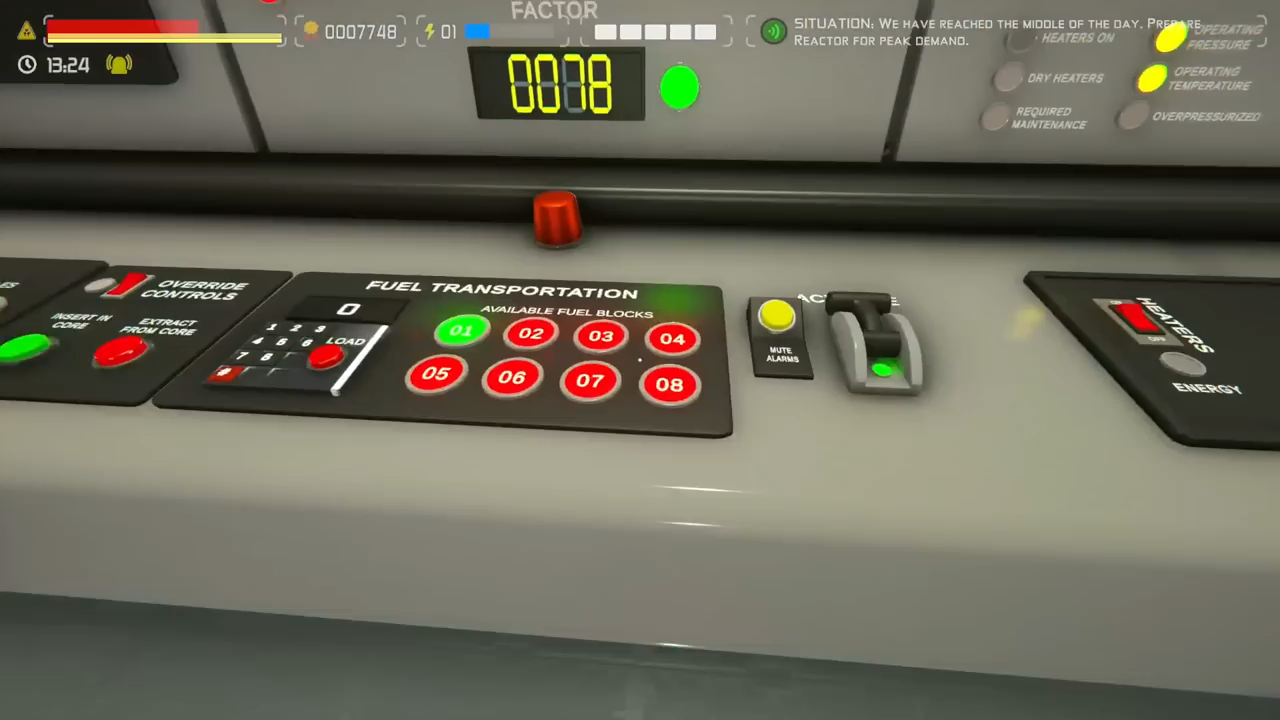 FACTOR
0007748
01
SITUATION: WE HAVE REACHED THE MIDDLE OF THE DAY. PREPARE
REACTOR FOR PEAK DEMAND.
13:24
0078
HEATERS ON
OPERATING
PRESSURE
DRY HEATERS
OPERATING
TEMPERATURE
REQUIRED
MAINTENANCE
OVERPRESSURIZED
OVERRIDE
CONTROLS
INSERT IN
CORE
EXTRACT
FROM CORE
FUEL TRANSPORTATION
0
AVAILABLE FUEL BLOCKS
1 2 3
4 5 6
7 8
#
LOAD
01 02 03 04
05 06 07 08
MUTE
ALARMS
ON
OFF
HEATERS
ENERGY